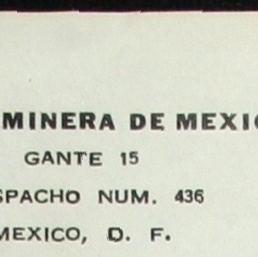 MINERA DE MEXIC
GANTE 15
SPACHO NUM. 436
MEXICO, D. F.